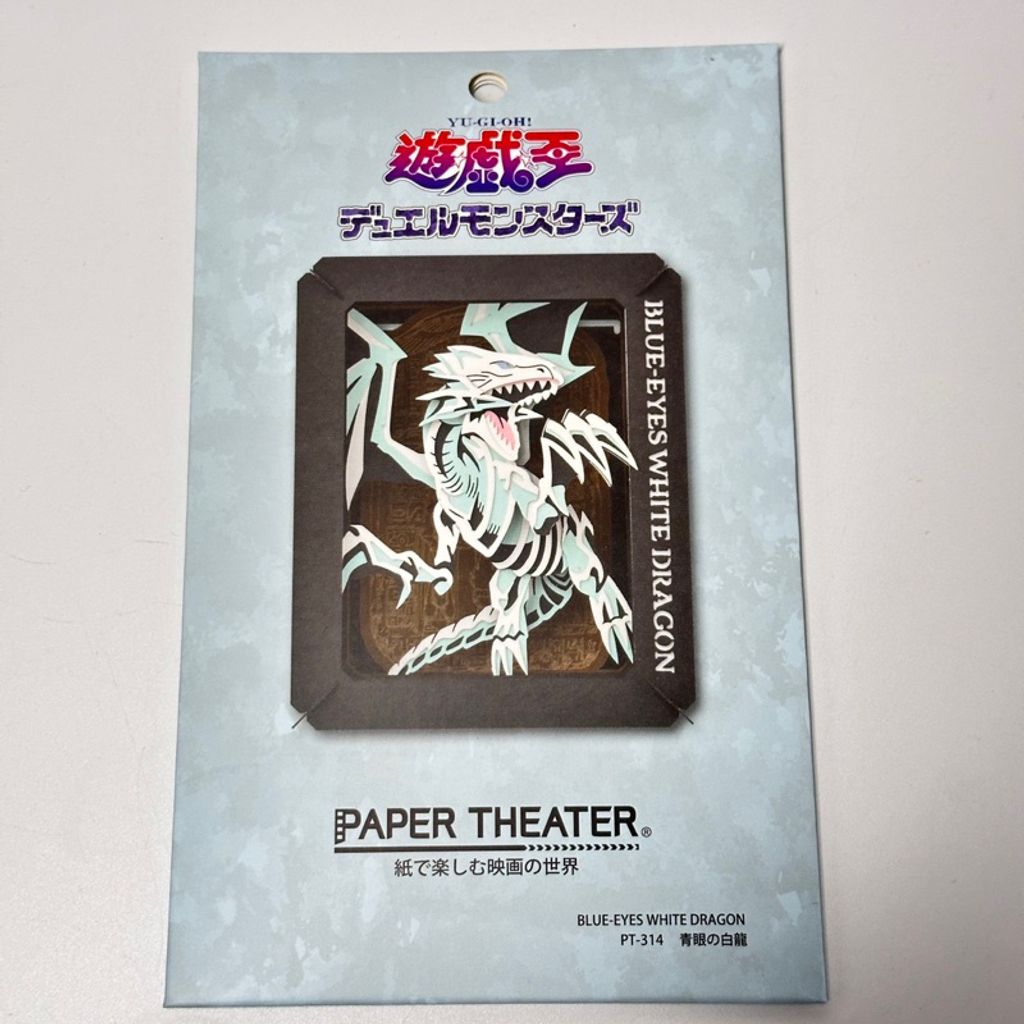 YU-GI-OH!
遊戯王
デュエルモンスターズ
BLUE-EYES WHITE DRAGON
PAPER THEATER®
紙で楽しむ映画の世界
BLUE-EYES WHITE DRAGON
PT-314 青眼の白龍